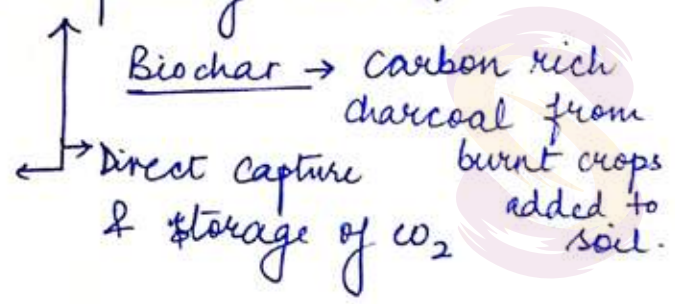 Biochar → Carbon rich
charcoal from
burnt crops
added to
soil.
→ Direct capture
& storage of CO2